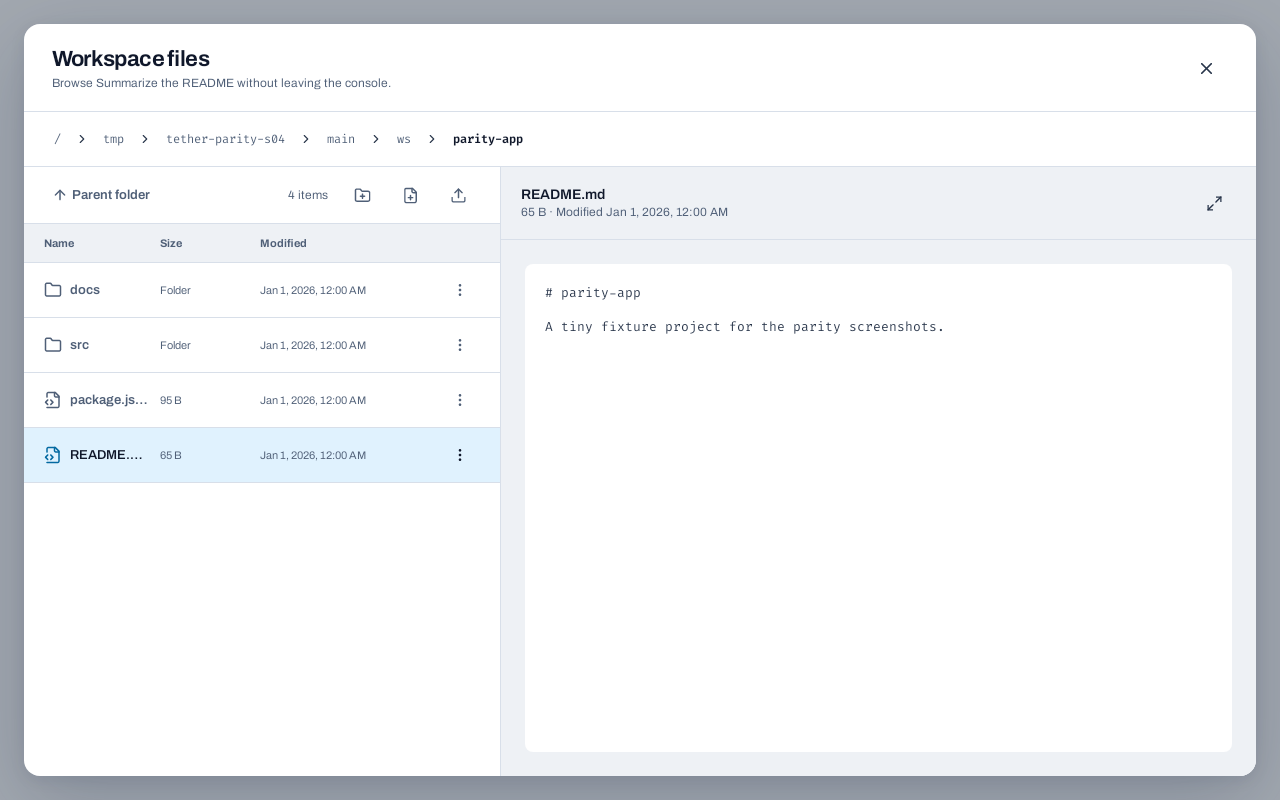 Workspace files
Browse Summarize the README without leaving the console.
/ tmp tether-parity-s04 main ws parity-app
Parent folder 4 items
Name Size Modified
docs Folder Jan 1, 2026, 12:00 AM
src Folder Jan 1, 2026, 12:00 AM
package.js... 95 B Jan 1, 2026, 12:00 AM
README.... 65 B Jan 1, 2026, 12:00 AM
README.md
65 B · Modified Jan 1, 2026, 12:00 AM
# parity-app
A tiny fixture project for the parity screenshots.